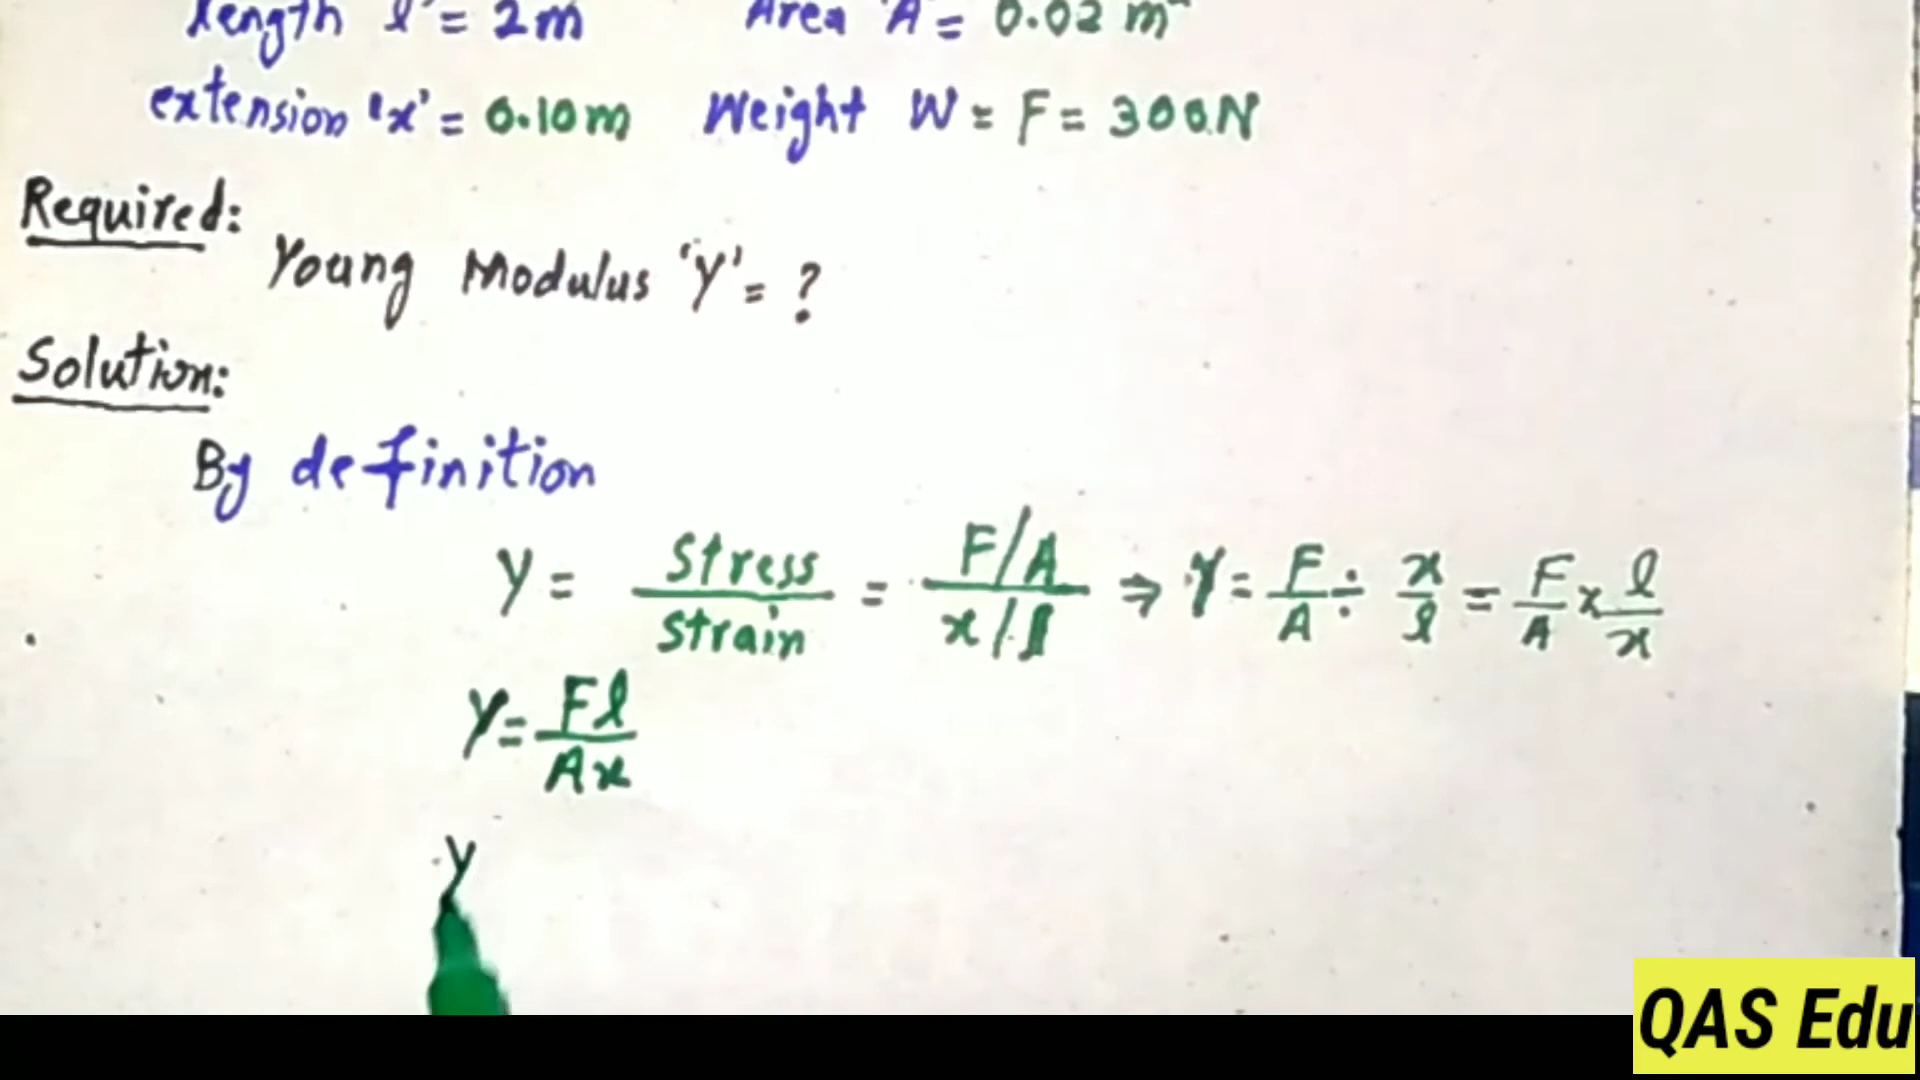 Length 'l' = 2m Area 'A' = 0.02 m²
extension 'x' = 0.10m Weight W = F = 300N
Required:
Young Modulus 'Y' = ?
Solution:
By definition
Y = Stress/Strain = (F/A)/(x/l) ⇒ Y = F/A ÷ x/l = F/A × l/x
Y = Fl/Ax
Y
QAS Edu